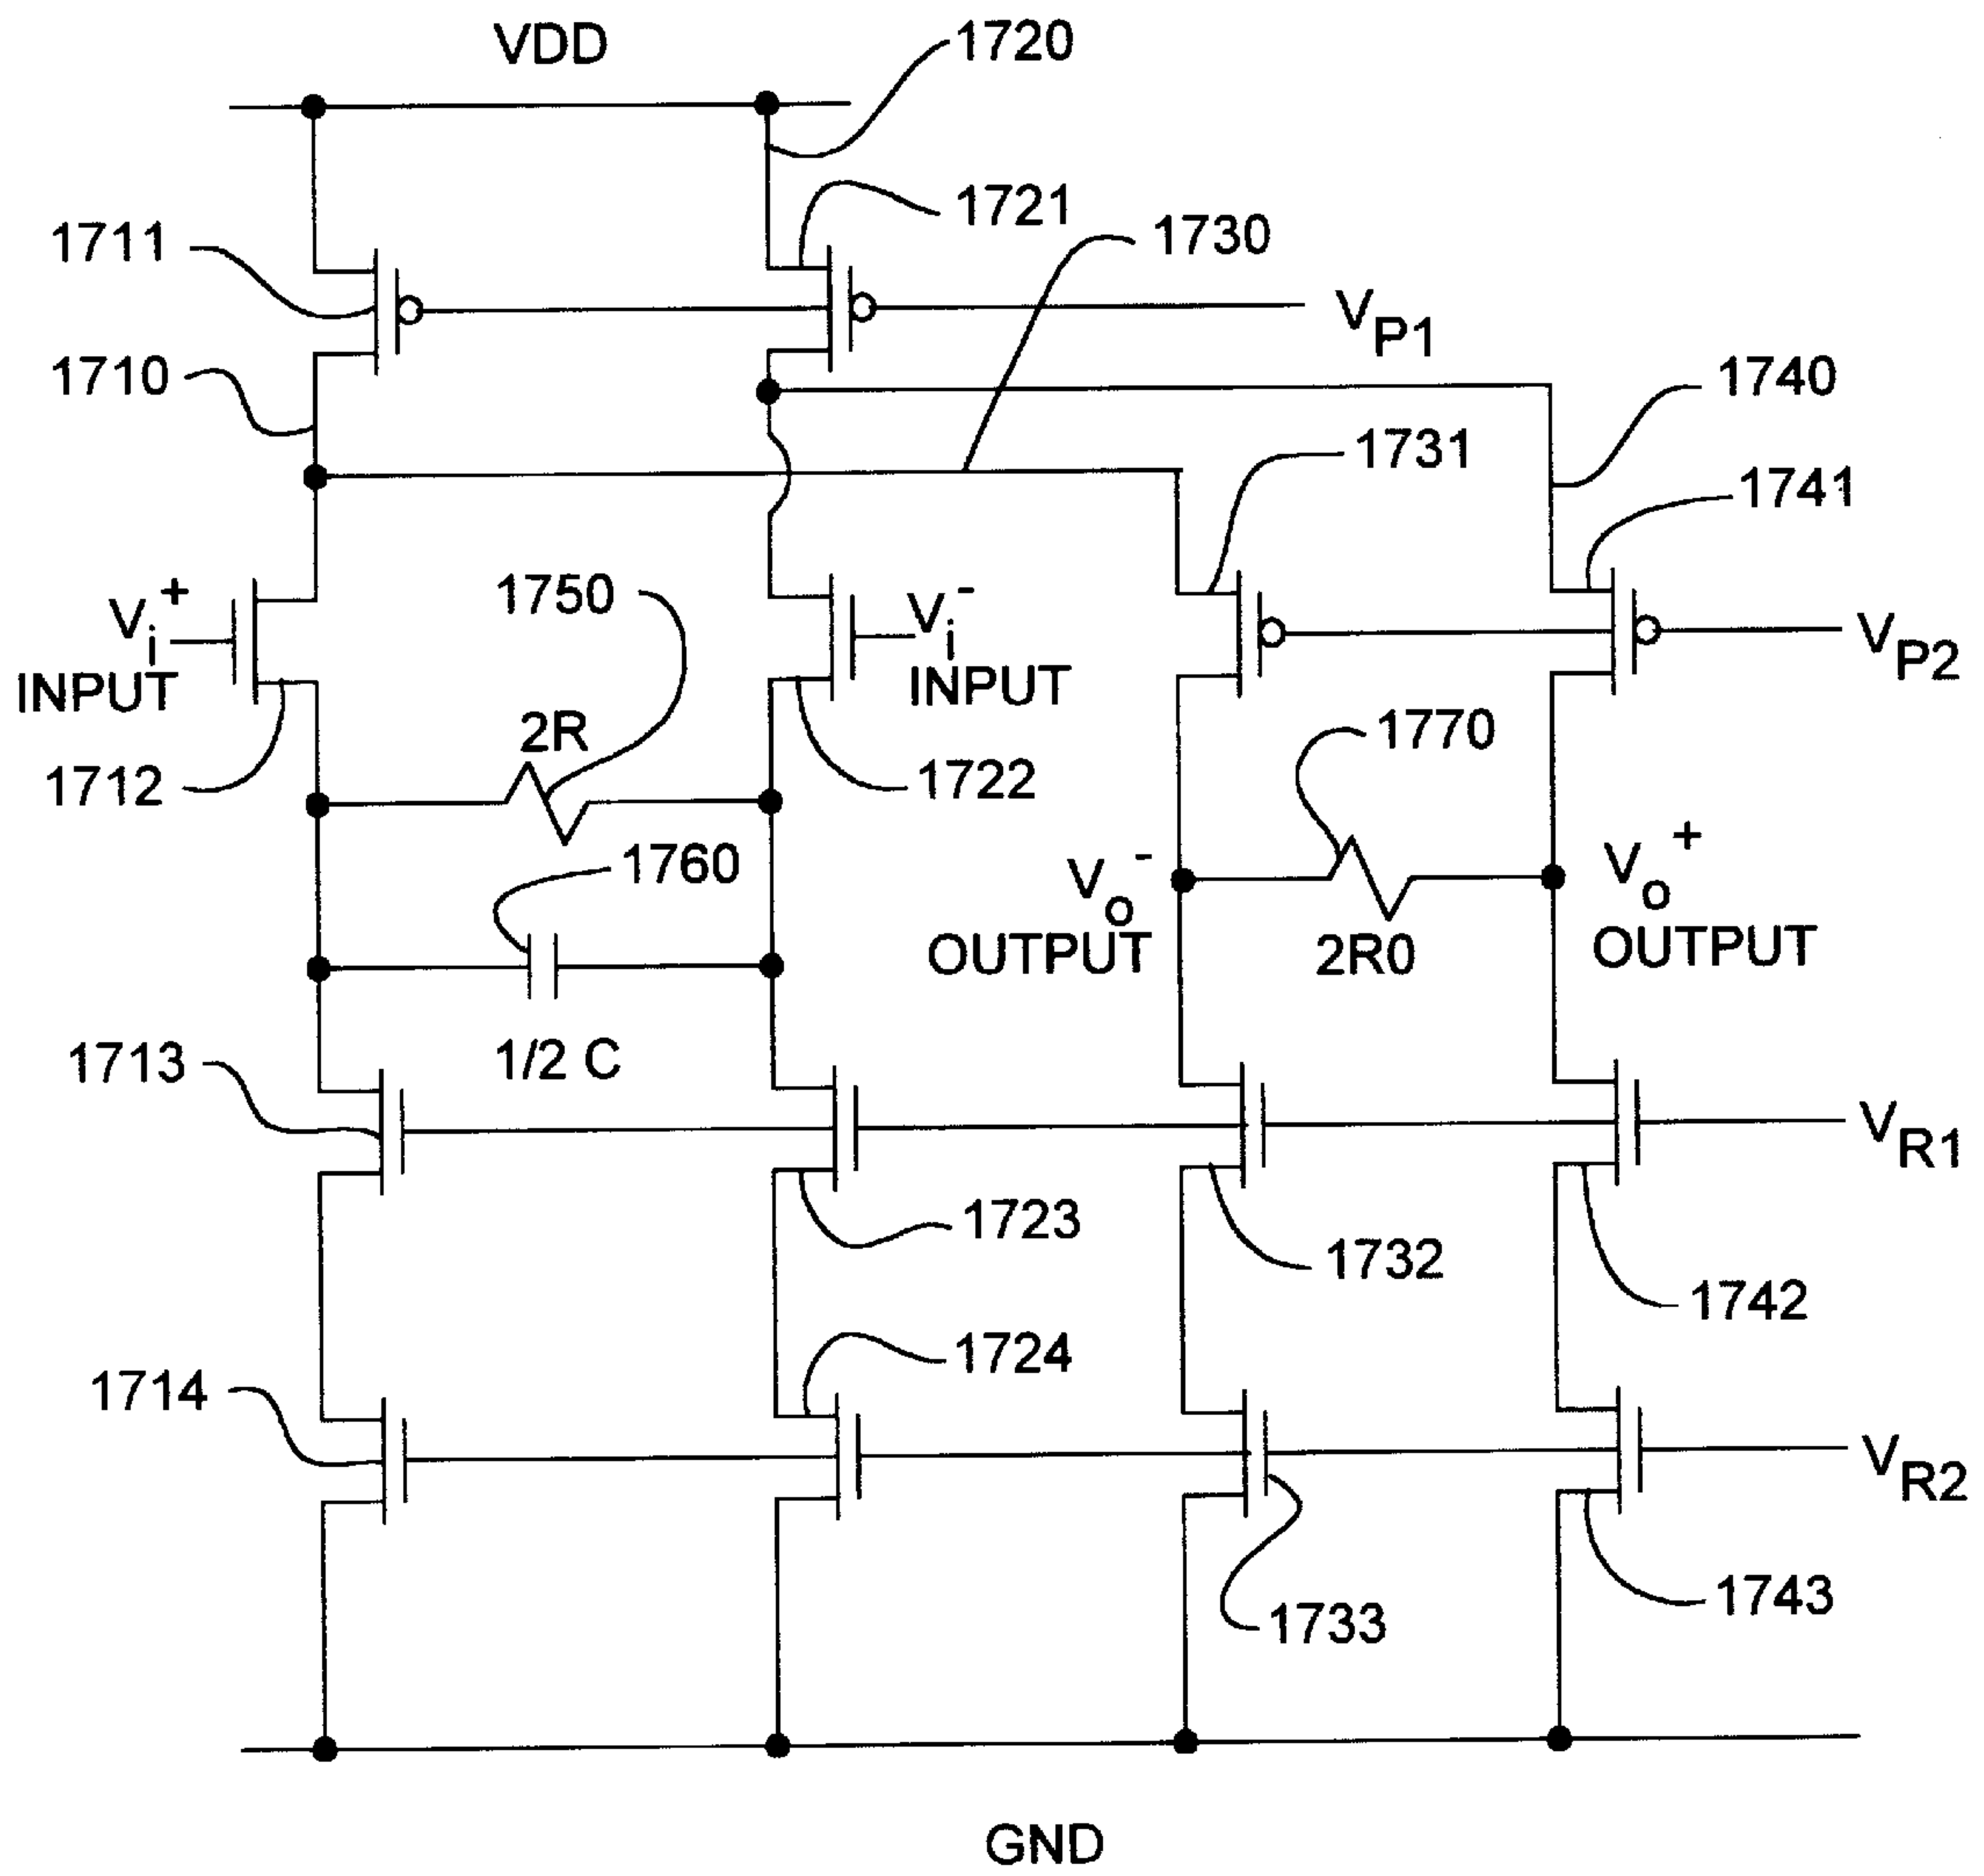 VDD
1720
1721
1711
1730
VP1
1710
1740
1731
1741
1750
Vi+
INPUT
Vi-
INPUT
VP2
2R
1770
1712
1722
1760
Vo-
OUTPUT
Vo+
OUTPUT
2R0
1713
1/2 C
VR1
1723
1732
1742
1724
1714
VR2
1733
1743
GND